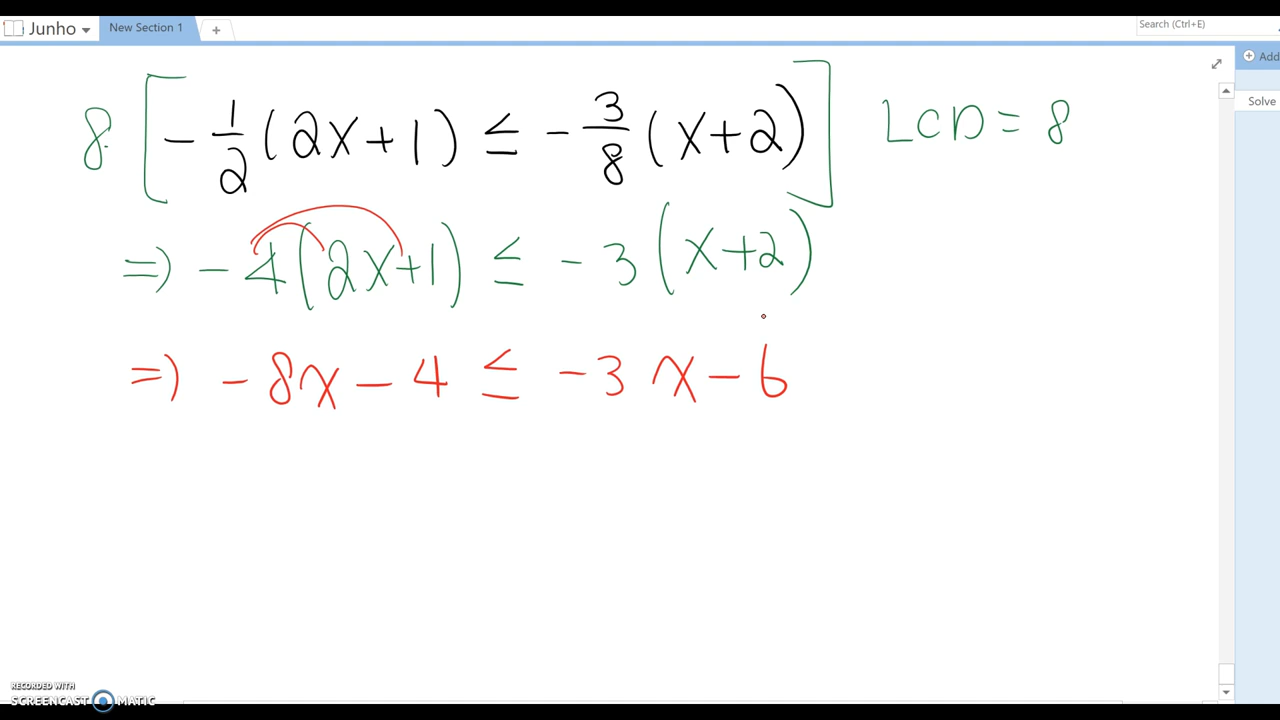 Junho
New Section 1
+
Search (Ctrl+E)
Add
Solve
8·[-1/2(2x+1) ≤ -3/8(x+2)] LCD = 8
⇒ -4(2x+1) ≤ -3(x+2)
⇒ -8x - 4 ≤ -3x - 6
RECORDED WITH
SCREENCAST MATIC